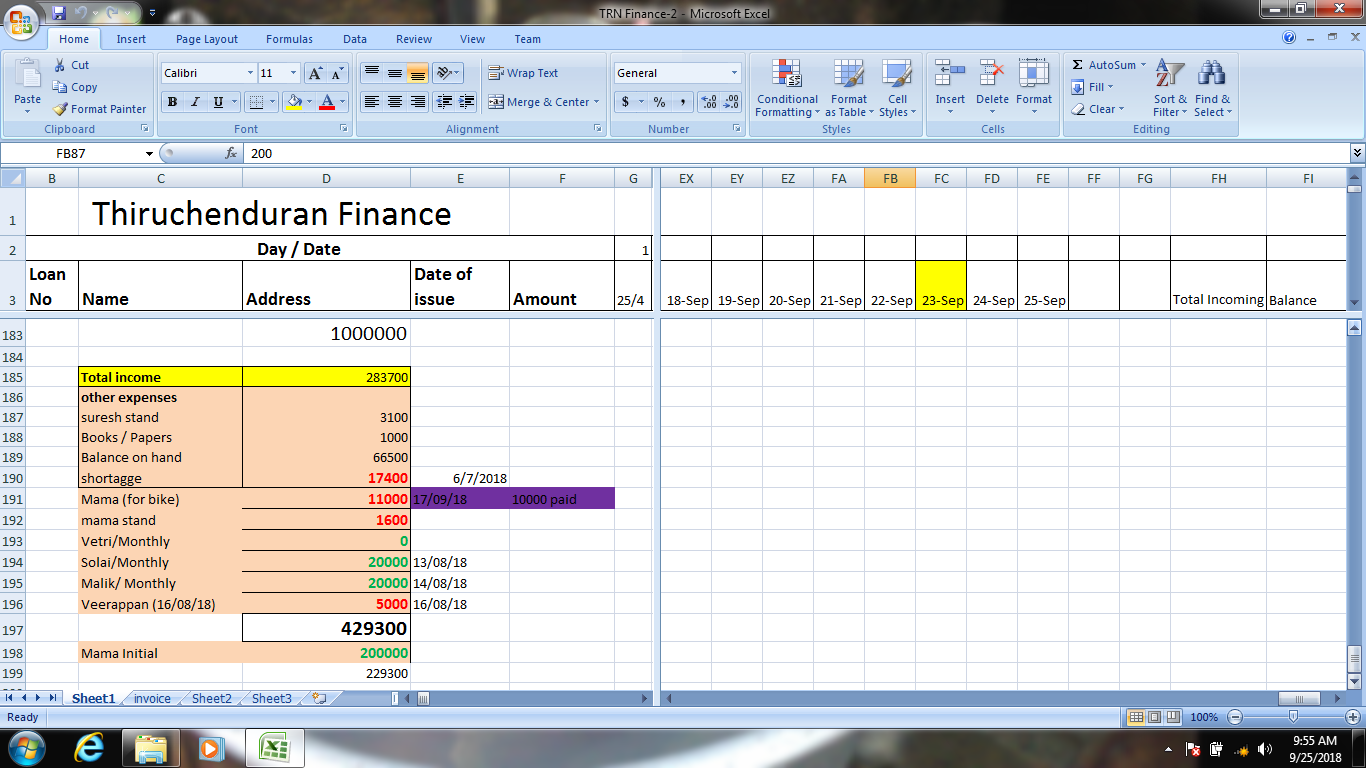 TRN Finance-2 - Microsoft Excel
Home Insert Page Layout Formulas Data Review View Team
Paste
Cut
Copy
Format Painter
Clipboard
Calibri 11
B I U
Font
Wrap Text
Merge & Center
Alignment
General
$ % ,
Number
Conditional Formatting
Format as Table
Cell Styles
Styles
Insert Delete Format
Cells
AutoSum
Fill
Clear
Sort & Filter
Find & Select
Editing
FB87 fx 200
B C D E F G EX EY EZ FA FB FC FD FE FF FG FH FI
1 Thiruchenduran Finance
2 Day / Date 1
3 Loan No Name Address Date of issue Amount 25/4 18-Sep 19-Sep 20-Sep 21-Sep 22-Sep 23-Sep 24-Sep 25-Sep Total Incoming Balance
183 1000000
184
185 Total income 283700
186 other expenses
187 suresh stand 3100
188 Books / Papers 1000
189 Balance on hand 66500
190 shortagge 17400 6/7/2018
191 Mama (for bike) 11000 17/09/18 10000 paid
192 mama stand 1600
193 Vetri/Monthly 0
194 Solai/Monthly 20000 13/08/18
195 Malik/ Monthly 20000 14/08/18
196 Veerappan (16/08/18) 5000 16/08/18
197 429300
198 Mama Initial 200000
199 229300
Sheet1 invoice Sheet2 Sheet3
Ready 100%
9:55 AM
9/25/2018